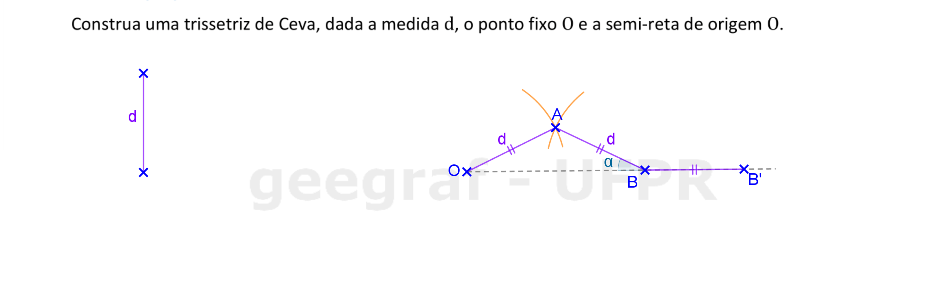 Construa uma trissetriz de Ceva, dada a medida d, o ponto fixo O e a semi-reta de origem O.
A
d
d
d
α
O
B
B'
geegraf - UFPR